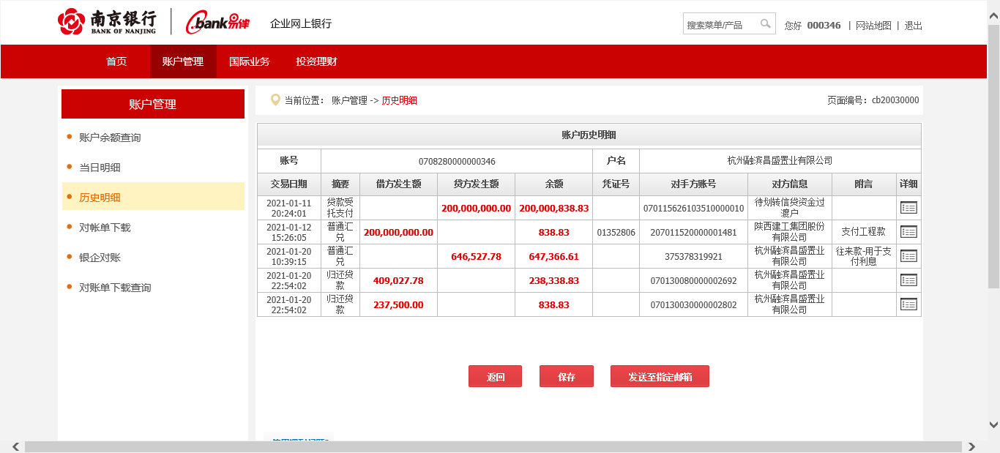 南京银行 BANK OF NANJING ebank易伴 企业网上银行 搜索菜单/产品 您好 000346 | 网站地图 | 退出
首页 账户管理 国际业务 投资理财
账户管理
账户余额查询
当日明细
历史明细
对帐单下载
银企对账
对账单下载查询
当前位置： 账户管理 -> 历史明细 页面编号：cb20030000
账户历史明细
账号 0708280000000346 户名 杭州融滨昌盛置业有限公司
交易日期 摘要 借方发生额 贷方发生额 余额 凭证号 对手方账号 对方信息 附言 详细
2021-01-11 20:24:01 贷款受托支付 200,000,000.00 200,000,838.83 070115626103510000010 待划转信贷资金过渡户
2021-01-12 15:26:05 普通汇兑 200,000,000.00 838.83 01352806 207011520000001481 陕西建工集团股份有限公司 支付工程款
2021-01-20 10:39:15 普通汇兑 646,527.78 647,366.61 375378319921 杭州融滨昌盛置业有限公司 往来款-用于支付利息
2021-01-20 22:54:02 归还贷款 409,027.78 238,338.83 070130080000002692 杭州融滨昌盛置业有限公司
2021-01-20 22:54:02 归还贷款 237,500.00 838.83 070130030000002802 杭州融滨昌盛置业有限公司
返回 保存 发送至指定邮箱